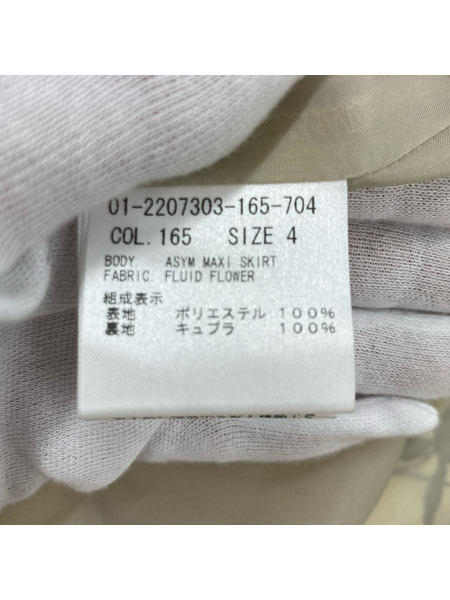 01-2207303-165-704
COL.165 SIZE 4
BODY. ASYM MAXI SKIRT
FABRIC. FLUID FLOWER
組成表示
表地 ポリエステル 100%
裏地 キュプラ 100%